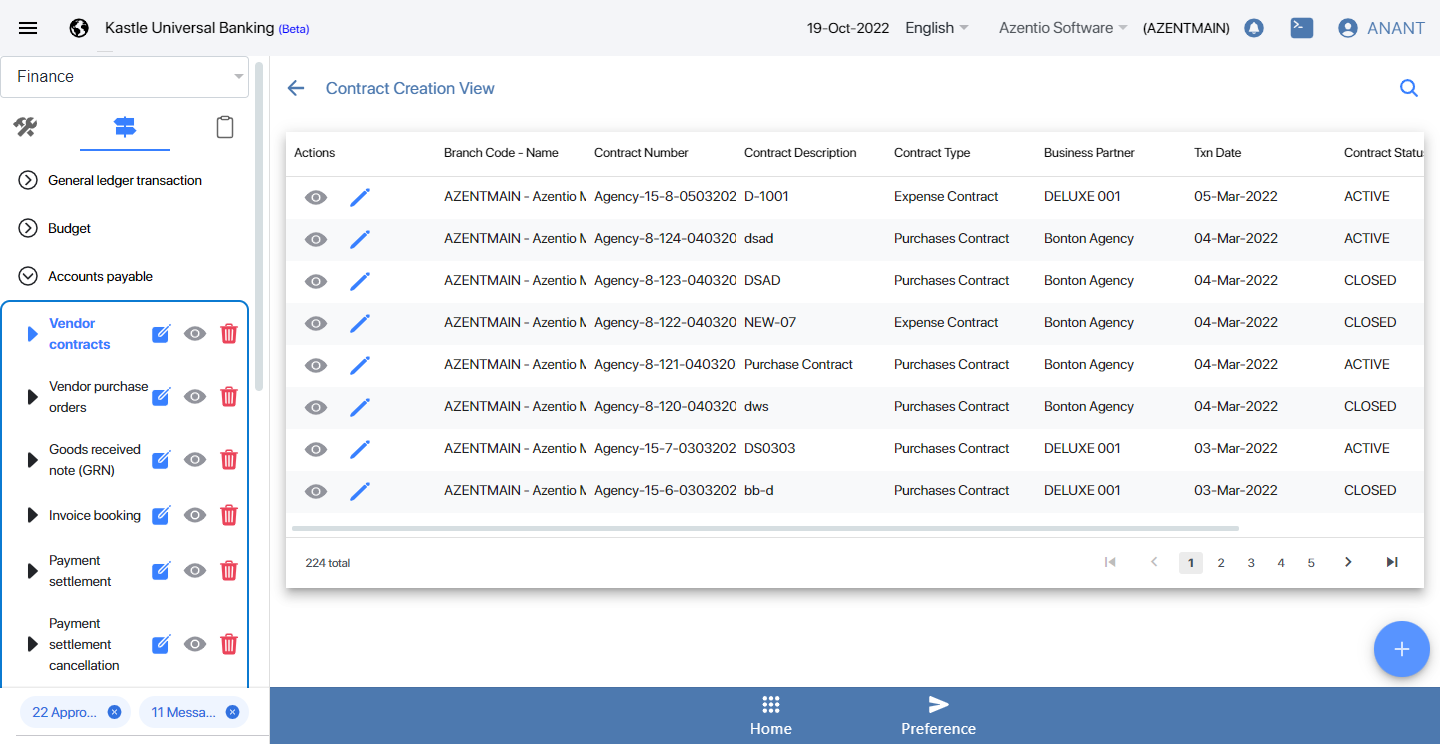 Kastle Universal Banking (Beta)
19-Oct-2022 English Azentio Software (AZENTMAIN) ANANT
Finance
General ledger transaction
Budget
Accounts payable
Vendor
contracts
Vendor purchase
orders
Goods received
note (GRN)
Invoice booking
Payment
settlement
Payment
settlement
cancellation
22 Appro...
11 Messa...
Contract Creation View
Actions Branch Code - Name Contract Number Contract Description Contract Type Business Partner Txn Date Contract Statu
AZENTMAIN - Azentio M Agency-15-8-0503202 D-1001 Expense Contract DELUXE 001 05-Mar-2022 ACTIVE
AZENTMAIN - Azentio M Agency-8-124-040320 dsad Purchases Contract Bonton Agency 04-Mar-2022 ACTIVE
AZENTMAIN - Azentio M Agency-8-123-040320 DSAD Purchases Contract Bonton Agency 04-Mar-2022 CLOSED
AZENTMAIN - Azentio M Agency-8-122-040320 NEW-07 Expense Contract Bonton Agency 04-Mar-2022 CLOSED
AZENTMAIN - Azentio M Agency-8-121-040320 Purchase Contract Purchases Contract Bonton Agency 04-Mar-2022 ACTIVE
AZENTMAIN - Azentio M Agency-8-120-040320 dws Purchases Contract Bonton Agency 04-Mar-2022 CLOSED
AZENTMAIN - Azentio M Agency-15-7-0303202 DS0303 Purchases Contract DELUXE 001 03-Mar-2022 ACTIVE
AZENTMAIN - Azentio M Agency-15-6-0303202 bb-d Purchases Contract DELUXE 001 03-Mar-2022 CLOSED
224 total 1 2 3 4 5
Home Preference